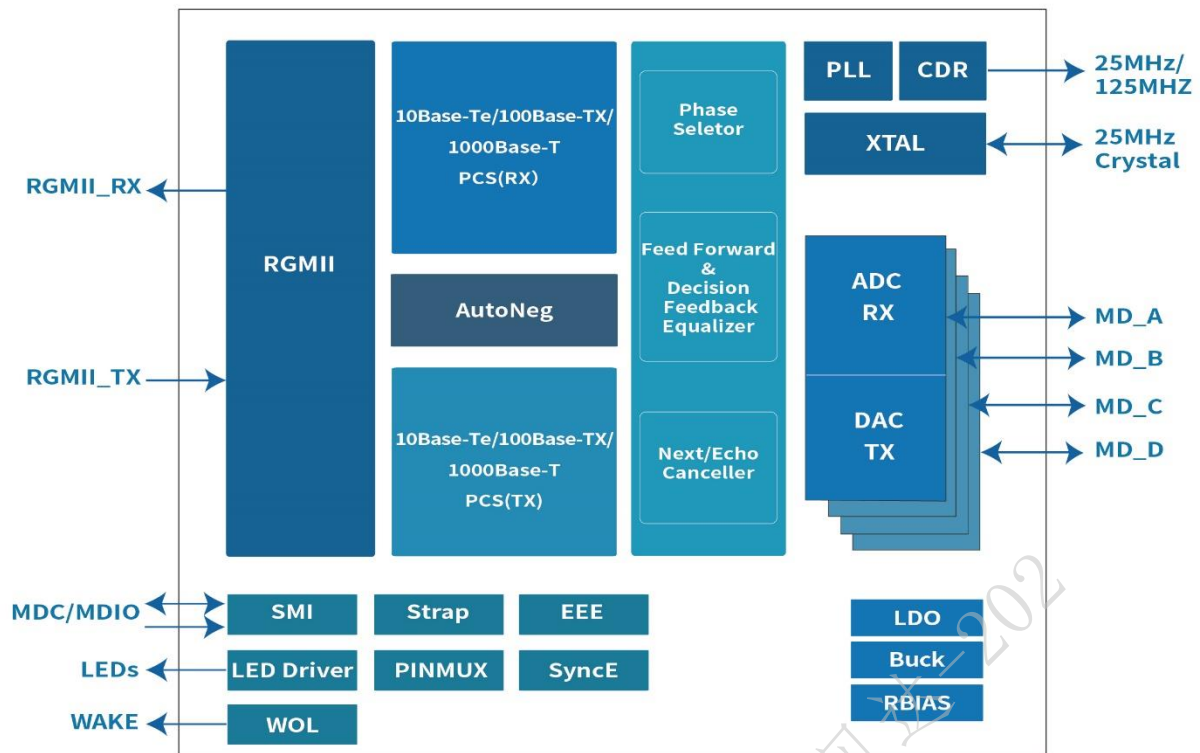 RGMII_RX
RGMII_TX
RGMII
10Base-Te/100Base-TX/
1000Base-T
PCS(RX)
AutoNeg
10Base-Te/100Base-TX/
1000Base-T
PCS(TX)
Phase
Seletor
Feed Forward
&
Decision
Feedback
Equalizer
Next/Echo
Canceller
PLL
CDR
25MHz/
125MHZ
XTAL
25MHz
Crystal
ADC
RX
DAC
TX
MD_A
MD_B
MD_C
MD_D
MDC/MDIO
SMI
Strap
EEE
LEDs
LED Driver
PINMUX
SyncE
WAKE
WOL
LDO
Buck
RBIAS
-202